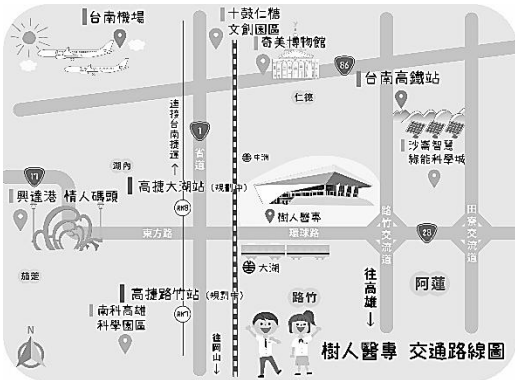 台南機場
十鼓仁糖
文創園區
奇美博物館
86
台南高鐵站
仁德
連接台南捷運→
1
省道
中洲
沙崙智慧
綠能科學城
湖內
17
高捷大湖站（規劃中）
興達港 情人碼頭
RK8
樹人醫專
路竹交流道
田寮交流道
東方路
環球路
28
大湖
往高雄→
阿蓮
茄萣
高捷路竹站（規劃中）
路竹
南科高雄
科學園區
RK7
往岡山→
N
樹人醫專 交通路線圖